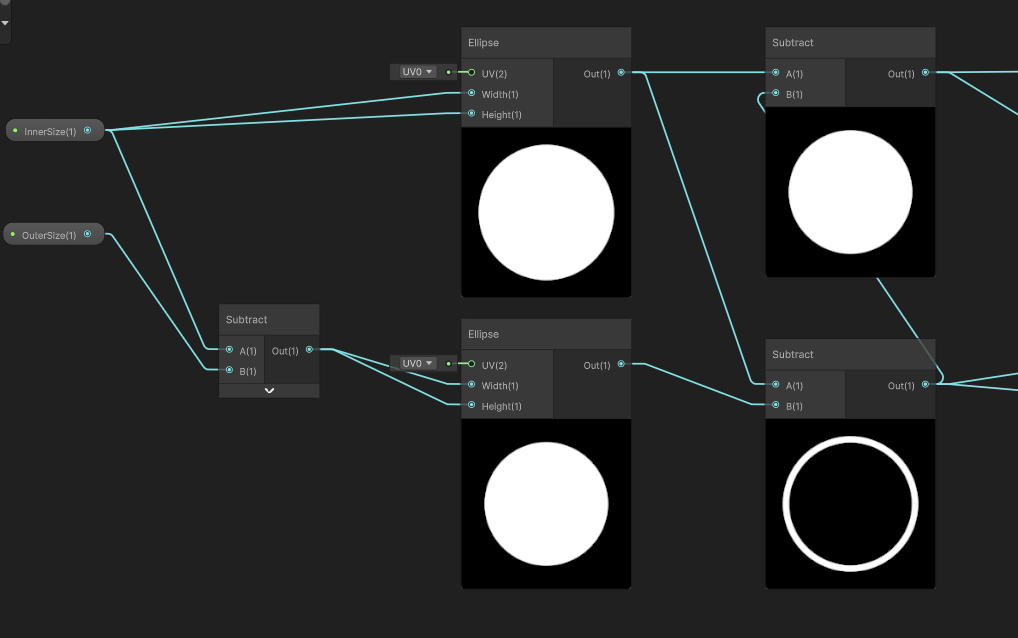 Ellipse
UV0
UV(2)
Out(1)
Width(1)
Height(1)
Subtract
A(1)
Out(1)
B(1)
InnerSize(1)
OuterSize(1)
Subtract
A(1)
Out(1)
B(1)
Ellipse
UV0
UV(2)
Out(1)
Width(1)
Height(1)
Subtract
A(1)
Out(1)
B(1)